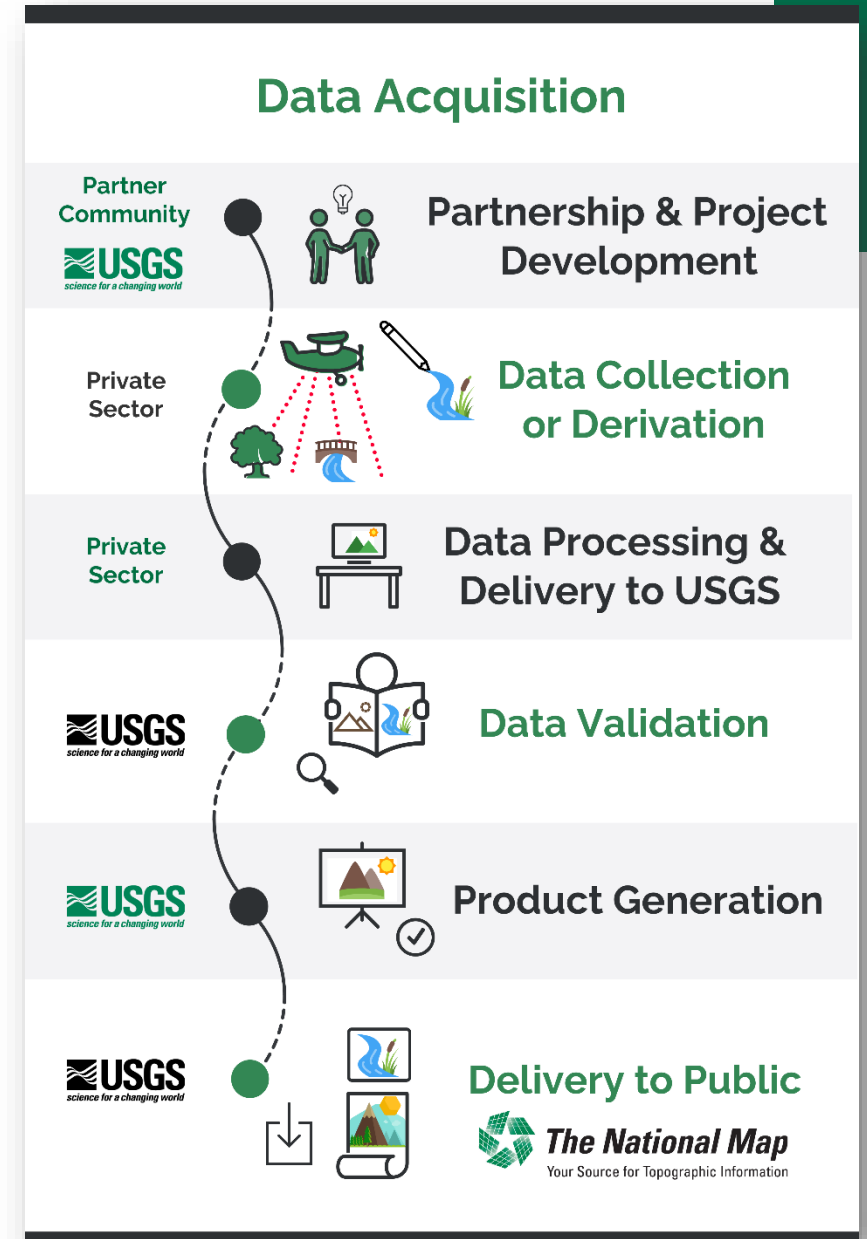 Data Acquisition
Partner
Community
USGS
science for a changing world
Partnership & Project
Development
Private
Sector
Data Collection
or Derivation
Private
Sector
Data Processing &
Delivery to USGS
USGS
science for a changing world
Data Validation
USGS
science for a changing world
Product Generation
USGS
science for a changing world
Delivery to Public
The National Map
Your Source for Topographic Information